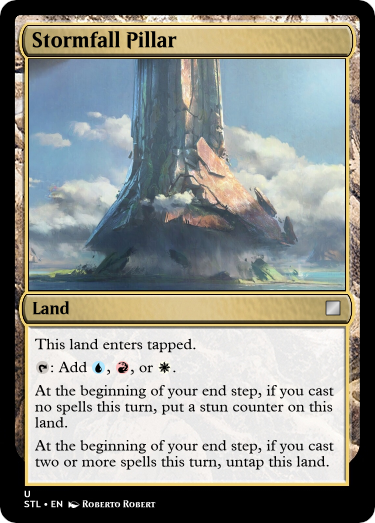 Stormfall Pillar
Land
This land enters tapped.
: Add , , or .
At the beginning of your end step, if you cast
no spells this turn, put a stun counter on this
land.
At the beginning of your end step, if you cast
two or more spells this turn, untap this land.
U
STL • EN Roberto Robert